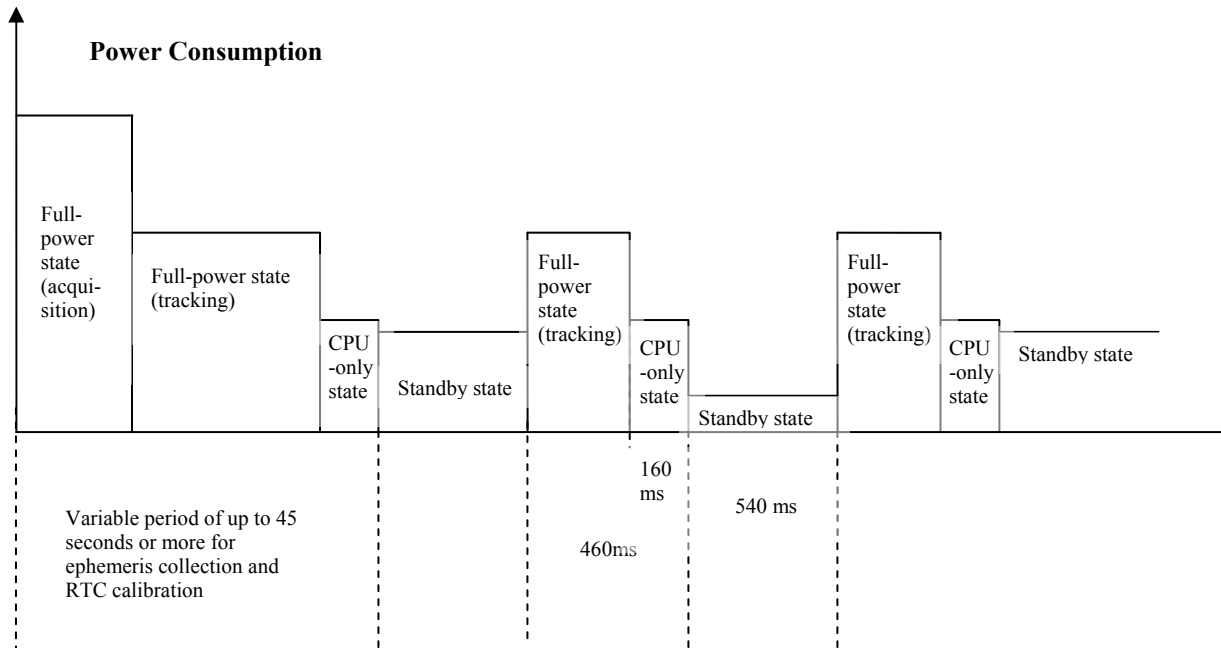 Power Consumption
Full-
power
state
(acqui-
sition)
Full-power state
(tracking)
CPU
-only
state
Standby state
Full-
power
state
(tracking)
CPU
-only
state
Standby state
Full-
power
state
(tracking)
CPU
-only
state
Standby state
160
ms
540 ms
460ms
Variable period of up to 45
seconds or more for
ephemeris collection and
RTC calibration